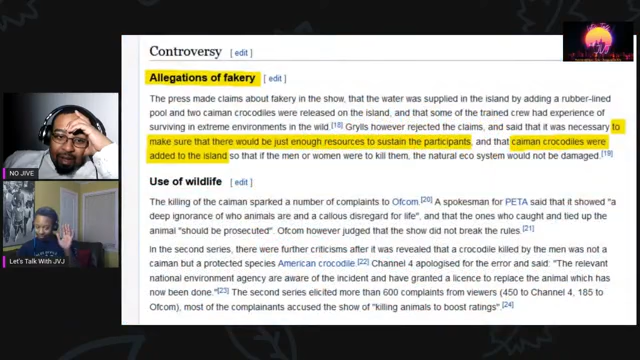 Controversy [ edit ]
Allegations of fakery [ edit ]
The press made claims about fakery in the show, that the water was supplied in the island by adding a rubber-lined
pool and two caiman crocodiles were released on the island, and that some of the trained crew had experience of
surviving in extreme environments in the wild.[18] Grylls however rejected the claims, and said that it was necessary to
make sure that there would be just enough resources to sustain the participants, and that caiman crocodiles were
added to the island so that if the men or women were to kill them, the natural eco system would not be damaged.[19]
Use of wildlife [ edit ]
The killing of the caiman sparked a number of complaints to Ofcom.[20] A spokesman for PETA said that it showed "a
deep ignorance of who animals are and a callous disregard for life", and that the ones who caught and tied up the
animal "should be prosecuted". Ofcom however judged that the show did not break the rules.[21]
In the second series, there were further criticisms after it was revealed that a crocodile killed by the men was not a
caiman but a protected species American crocodile.[22] Channel 4 apologised for the error and said: "The relevant
national environment agency are aware of the incident and have granted a licence to replace the animal which has
now been done."[23] The second series elicited more than 600 complaints from viewers (450 to Channel 4, 185 to
Ofcom), most of the complainants accused the show of "killing animals to boost ratings".[24]
NO JIVE
Let's Talk With JVJ